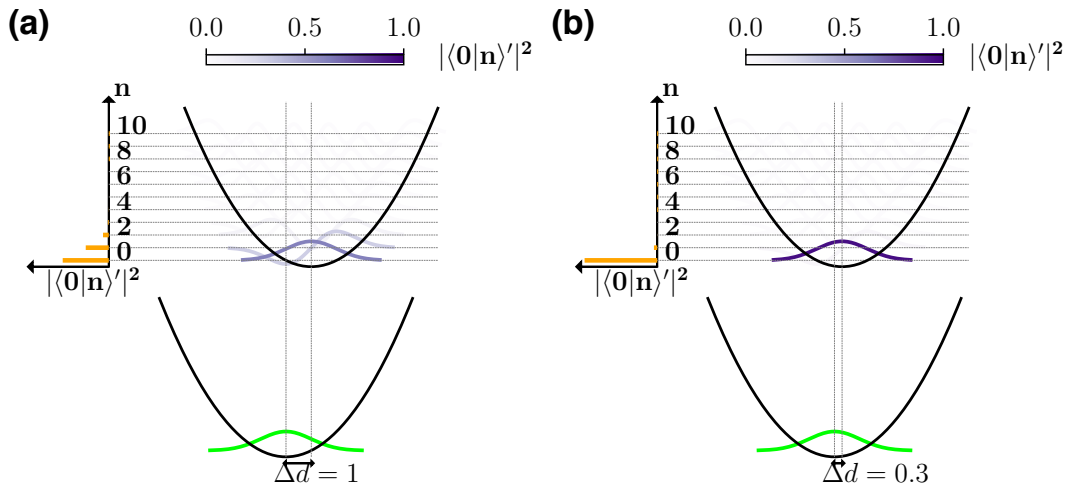 (a)
0.0 0.5 1.0
|⟨0|n⟩′|²
n
10
8
6
4
2
0
|⟨0|n⟩′|²
Δd = 1
(b)
0.0 0.5 1.0
|⟨0|n⟩′|²
n
10
8
6
4
2
0
|⟨0|n⟩′|²
Δd = 0.3